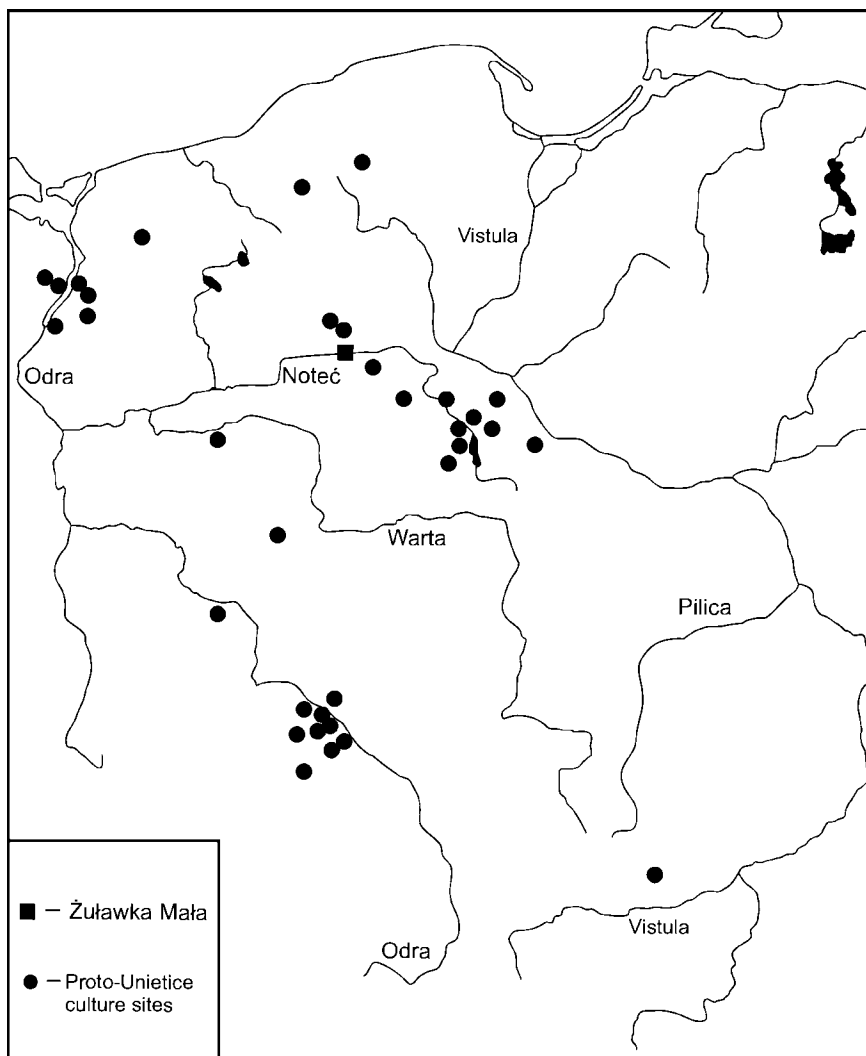 Vistula
Odra
Noteć
Warta
Pilica
Vistula
Odra
– Żuławka Mała
– Proto-Unietice
culture sites